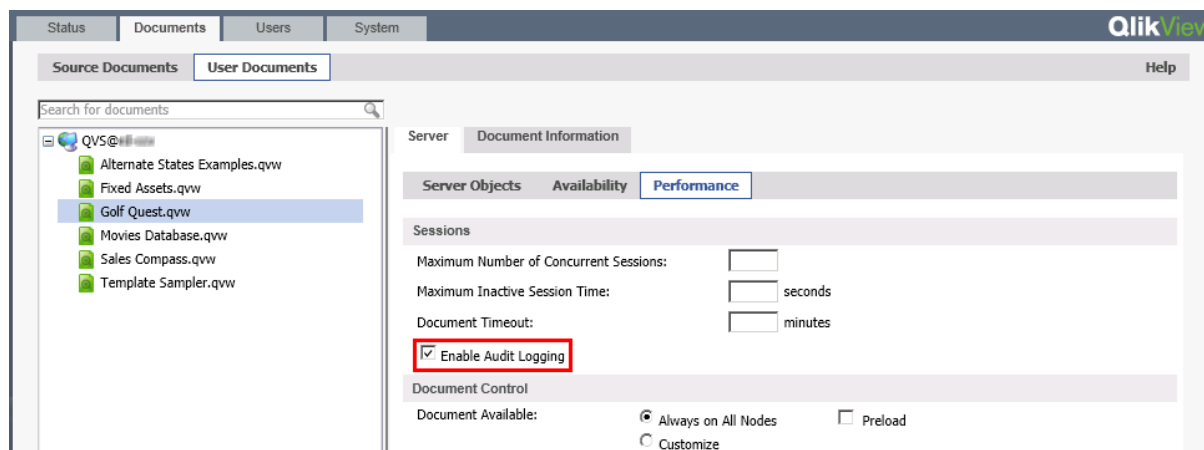 Status Documents Users System QlikView
Source Documents User Documents Help
Search for documents
QVS@
Alternate States Examples.qvw
Fixed Assets.qvw
Golf Quest.qvw
Movies Database.qvw
Sales Compass.qvw
Template Sampler.qvw
Server Document Information
Server Objects Availability Performance
Sessions
Maximum Number of Concurrent Sessions:
Maximum Inactive Session Time: seconds
Document Timeout: minutes
Enable Audit Logging
Document Control
Document Available: Always on All Nodes Preload
Customize